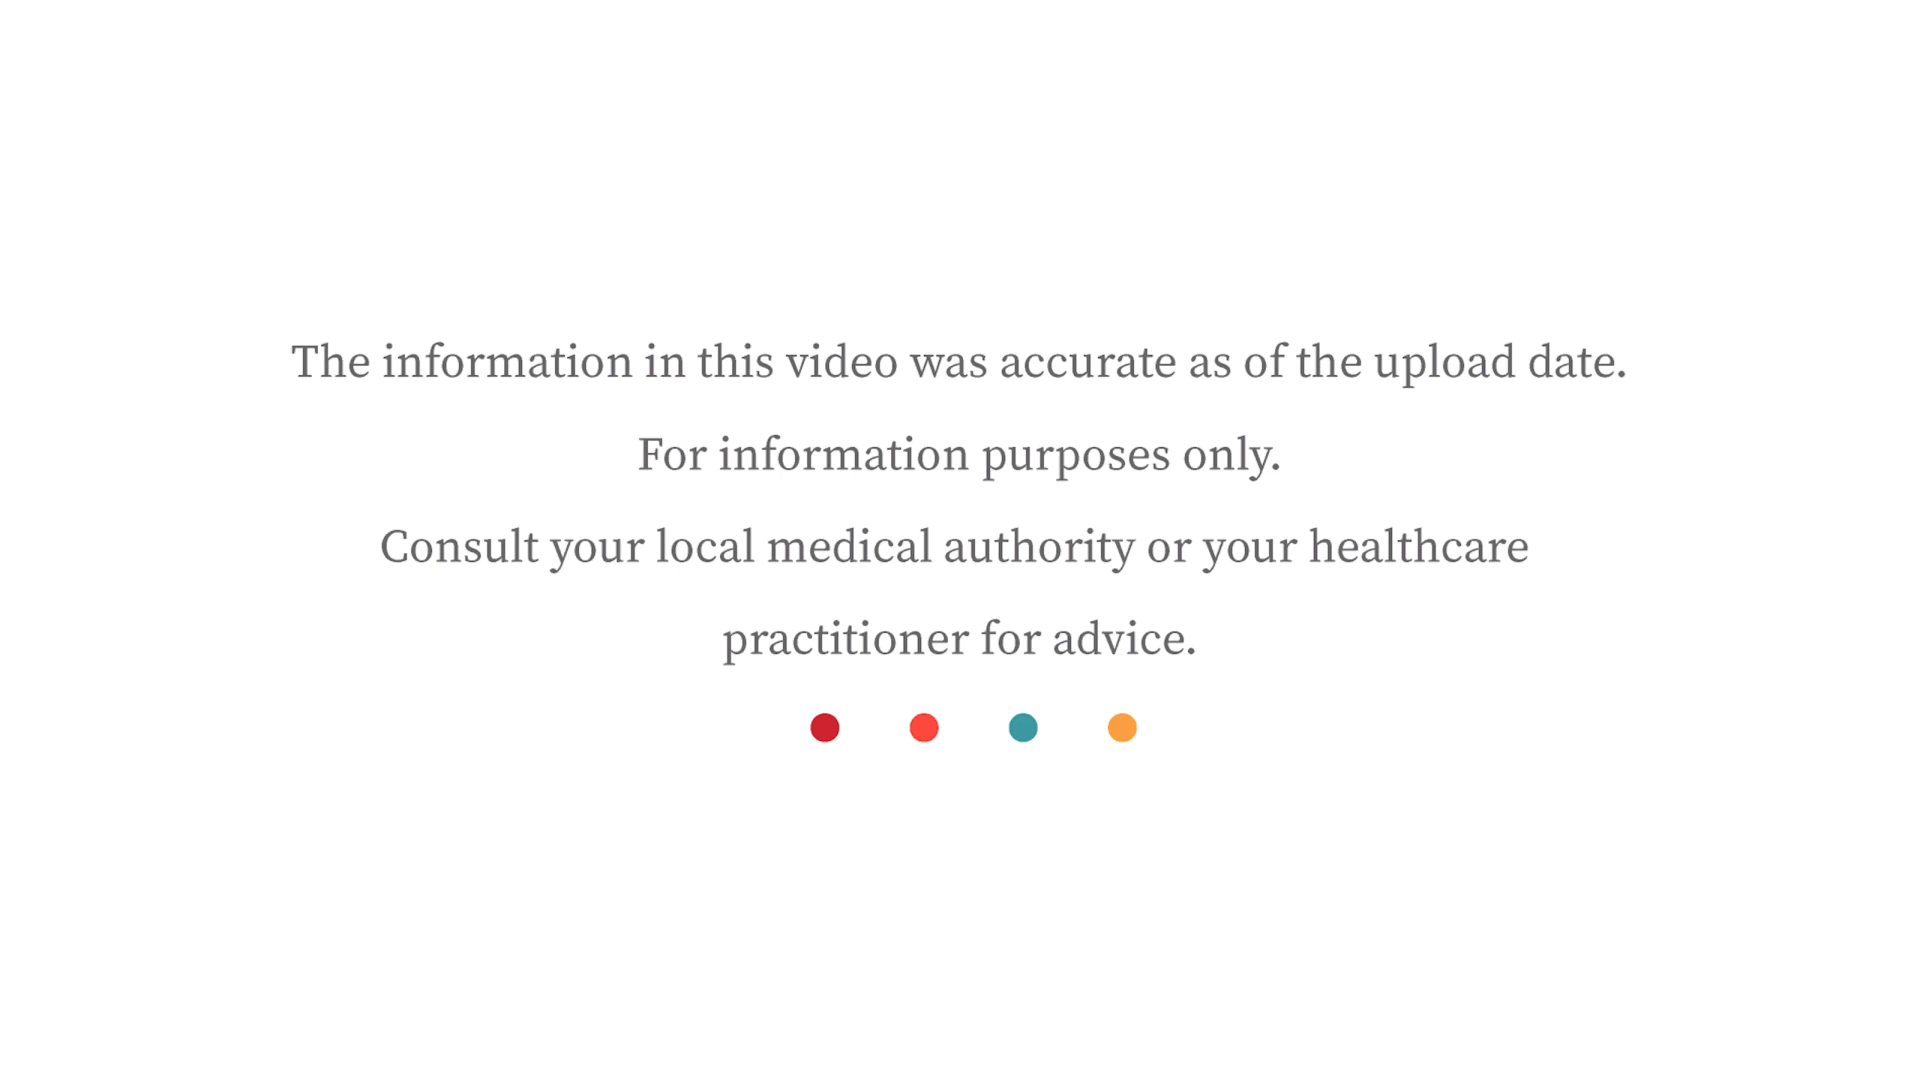 The information in this video was accurate as of the upload date.
For information purposes only.
Consult your local medical authority or your healthcare
practitioner for advice.